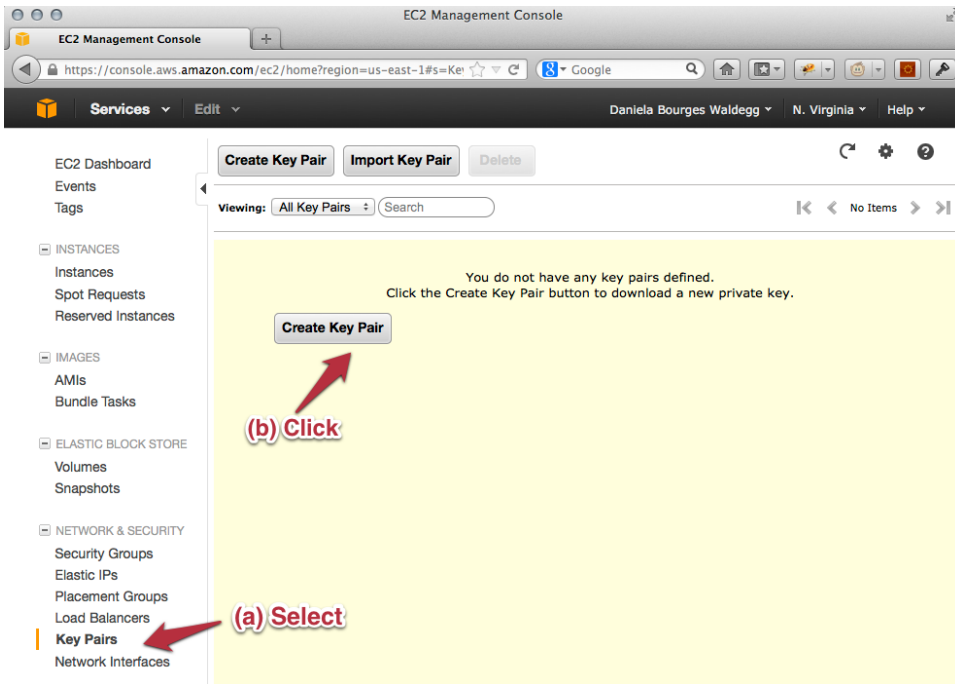 EC2 Management Console
EC2 Management Console
https://console.aws.amazon.com/ec2/home?region=us-east-1#s=Key
Google
Services Edit Daniela Bourges Waldegg N. Virginia Help
EC2 Dashboard
Events
Tags
INSTANCES
Instances
Spot Requests
Reserved Instances
IMAGES
AMIs
Bundle Tasks
ELASTIC BLOCK STORE
Volumes
Snapshots
NETWORK & SECURITY
Security Groups
Elastic IPs
Placement Groups
Load Balancers
Key Pairs
Network Interfaces
Create Key Pair Import Key Pair Delete
Viewing: All Key Pairs Search No Items
You do not have any key pairs defined.
Click the Create Key Pair button to download a new private key.
Create Key Pair
(b) Click
(a) Select